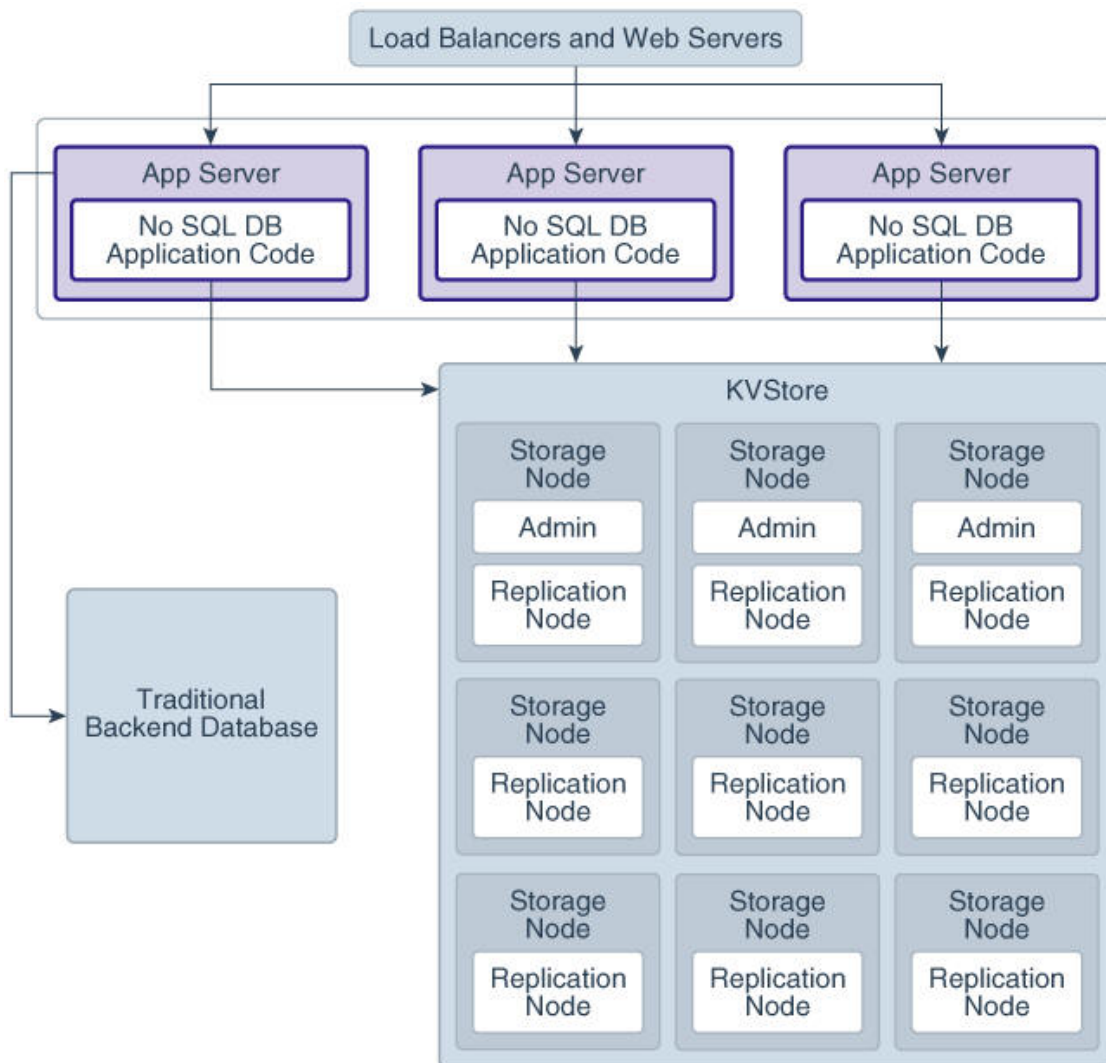 Load Balancers and Web Servers
App Server
No SQL DB
Application Code
App Server
No SQL DB
Application Code
App Server
No SQL DB
Application Code
KVStore
Storage
Node
Admin
Replication
Node
Storage
Node
Admin
Replication
Node
Storage
Node
Admin
Replication
Node
Traditional
Backend Database
Storage
Node
Replication
Node
Storage
Node
Replication
Node
Storage
Node
Replication
Node
Storage
Node
Replication
Node
Storage
Node
Replication
Node
Storage
Node
Replication
Node